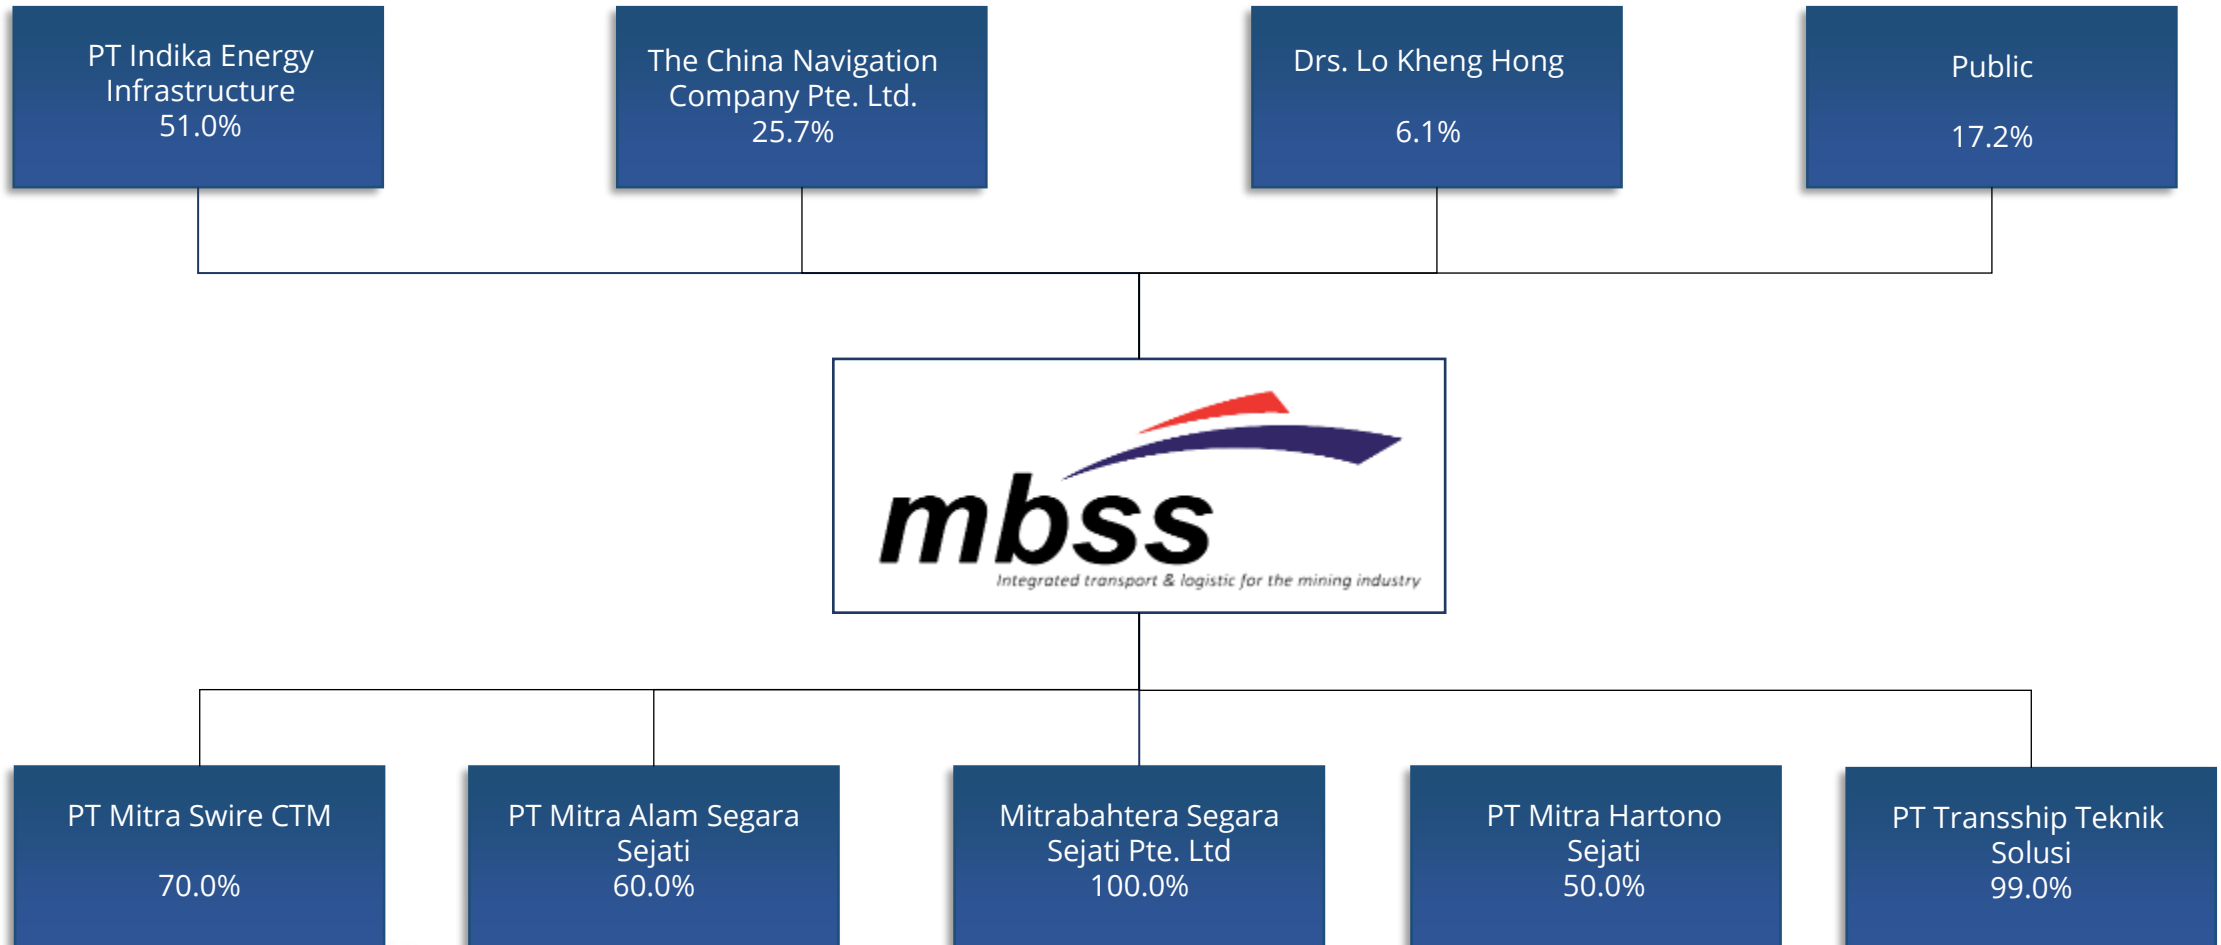 PT Indika Energy
Infrastructure
51.0%
The China Navigation
Company Pte. Ltd.
25.7%
Drs. Lo Kheng Hong
6.1%
Public
17.2%
mbss
Integrated transport & logistic for the mining industry
PT Mitra Swire CTM
70.0%
PT Mitra Alam Segara
Sejati
60.0%
Mitrabahtera Segara
Sejati Pte. Ltd
100.0%
PT Mitra Hartono
Sejati
50.0%
PT Transship Teknik
Solusi
99.0%